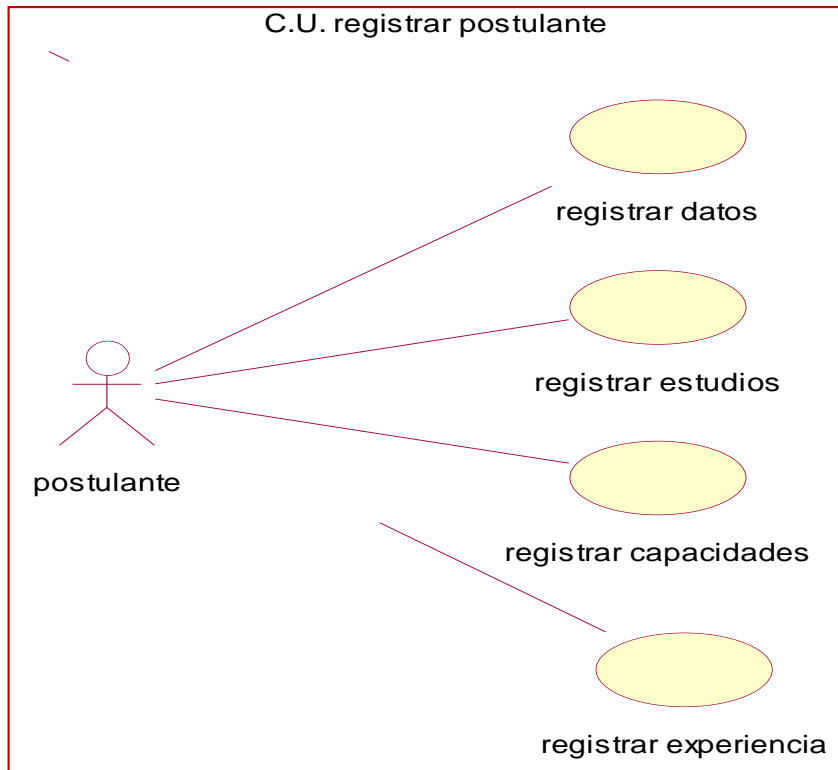 C.U. registrar postulante
registrar datos
registrar estudios
postulante
registrar capacidades
registrar experiencia